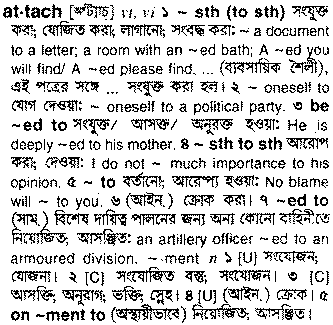 at·tach [অ্যাট্যাচ্] vt, vi ১ ~ sth (to sth) সংযুক্ত
করা; যোজিত করা; লাগানো; সংবদ্ধ করা: ~ a document
to a letter; a room with an ~ed bath; A ~ed you
will find/ A ~ed please find, ... (ব্যবসায়িক শৈলী),
এই পত্রের সঙ্গে ... সংযুক্ত করা হল। ২ ~ oneself to
যোগ দেওয়া: ~ oneself to a political party. ৩ be
~ed to সংযুক্ত/ আসক্ত/ অনুরক্ত হওয়া: He is
deeply ~ed to his mother. ৪ ~ sth to sth আরোপ
করা; দেওয়া: I do not ~ much importance to his
opinion. ৫ ~ to বর্তানো; আরোপ্য হওয়া: No blame
will ~ to you. ৬ (আইন.) ক্রোক করা। ৭ ~ed to
(সাম.) বিশেষ দায়িত্ব পালনের জন্য অন্য কোনো বাহিনীতে
নিয়োজিত; আসঞ্জিত: an artillery officer ~ed to an
armoured division. ~ment n ১ [U] সংযোজন,
যোজনা। ২ [C] সংযোজিত বস্তু, সংযোজন। ৩ [C]
আসক্তি, অনুরাগ; ভক্তি; স্নেহ। ৪ [U] (আইন.) ক্রোক। ৫
on ~ment to (অস্থায়ীভাবে) নিয়োজিত; আসঞ্জিত।